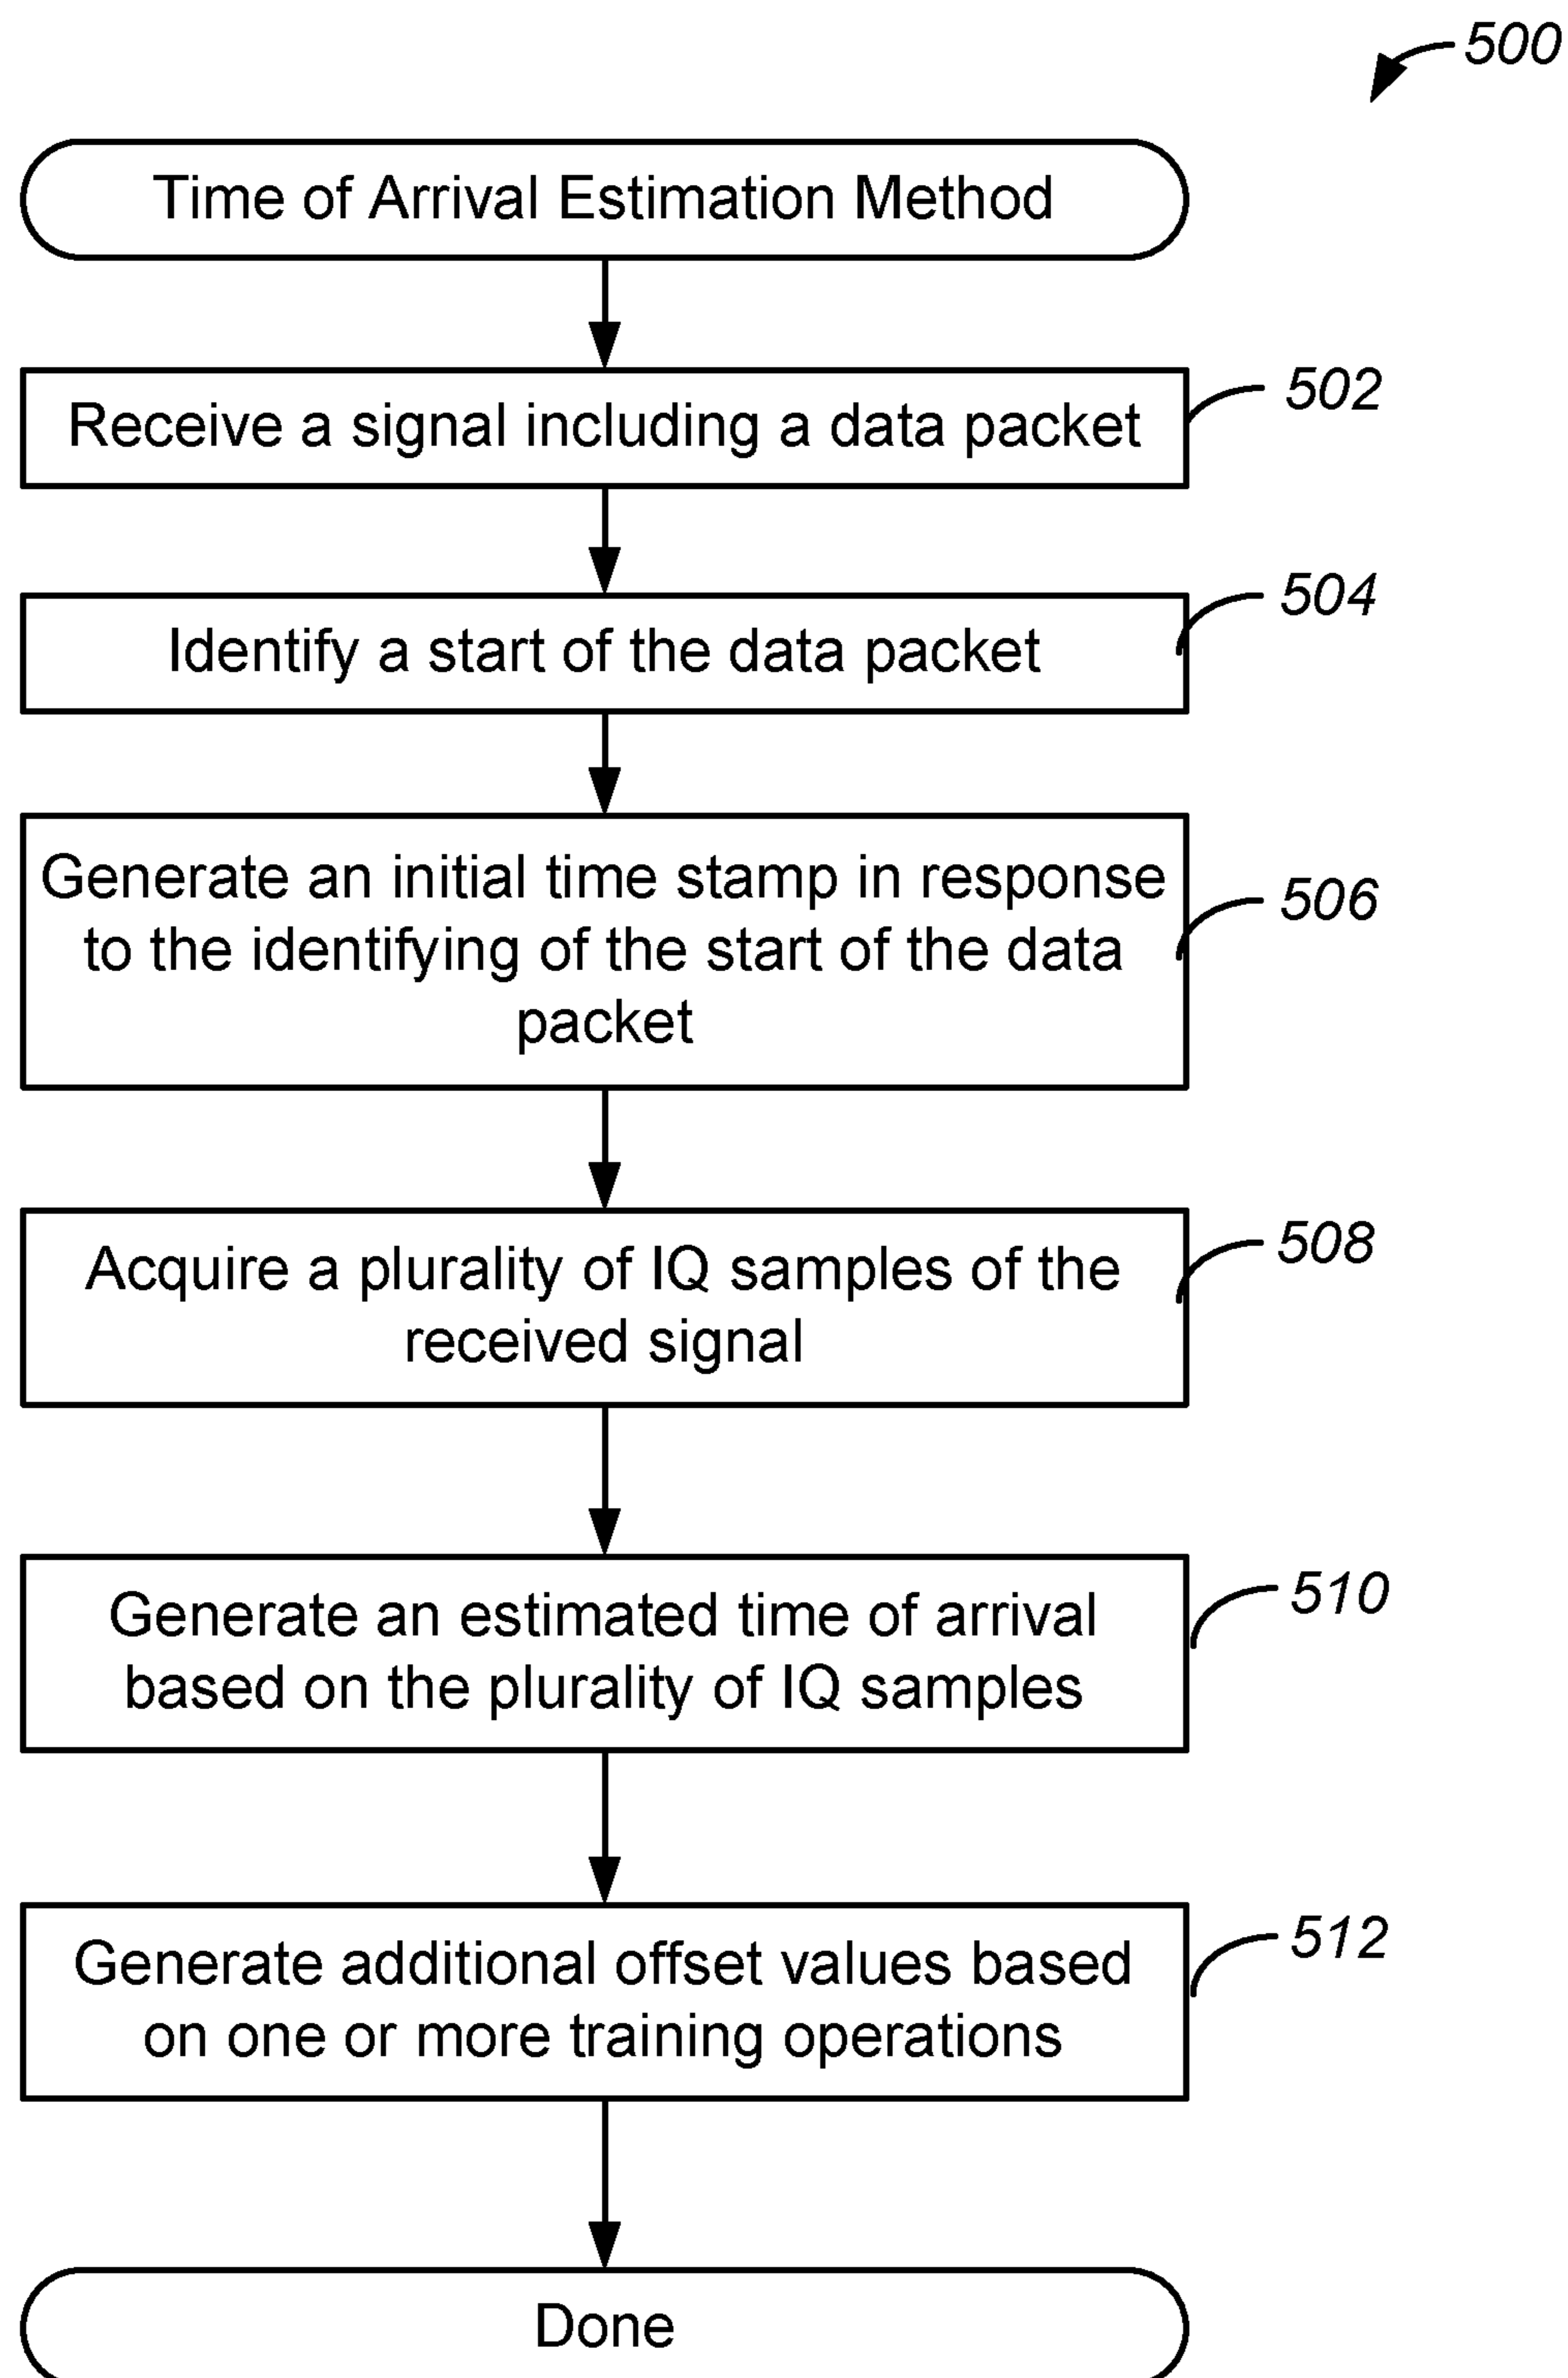 500
Time of Arrival Estimation Method
Receive a signal including a data packet
502
Identify a start of the data packet
504
Generate an initial time stamp in response
to the identifying of the start of the data
packet
506
Acquire a plurality of IQ samples of the
received signal
508
Generate an estimated time of arrival
based on the plurality of IQ samples
510
Generate additional offset values based
on one or more training operations
512
Done